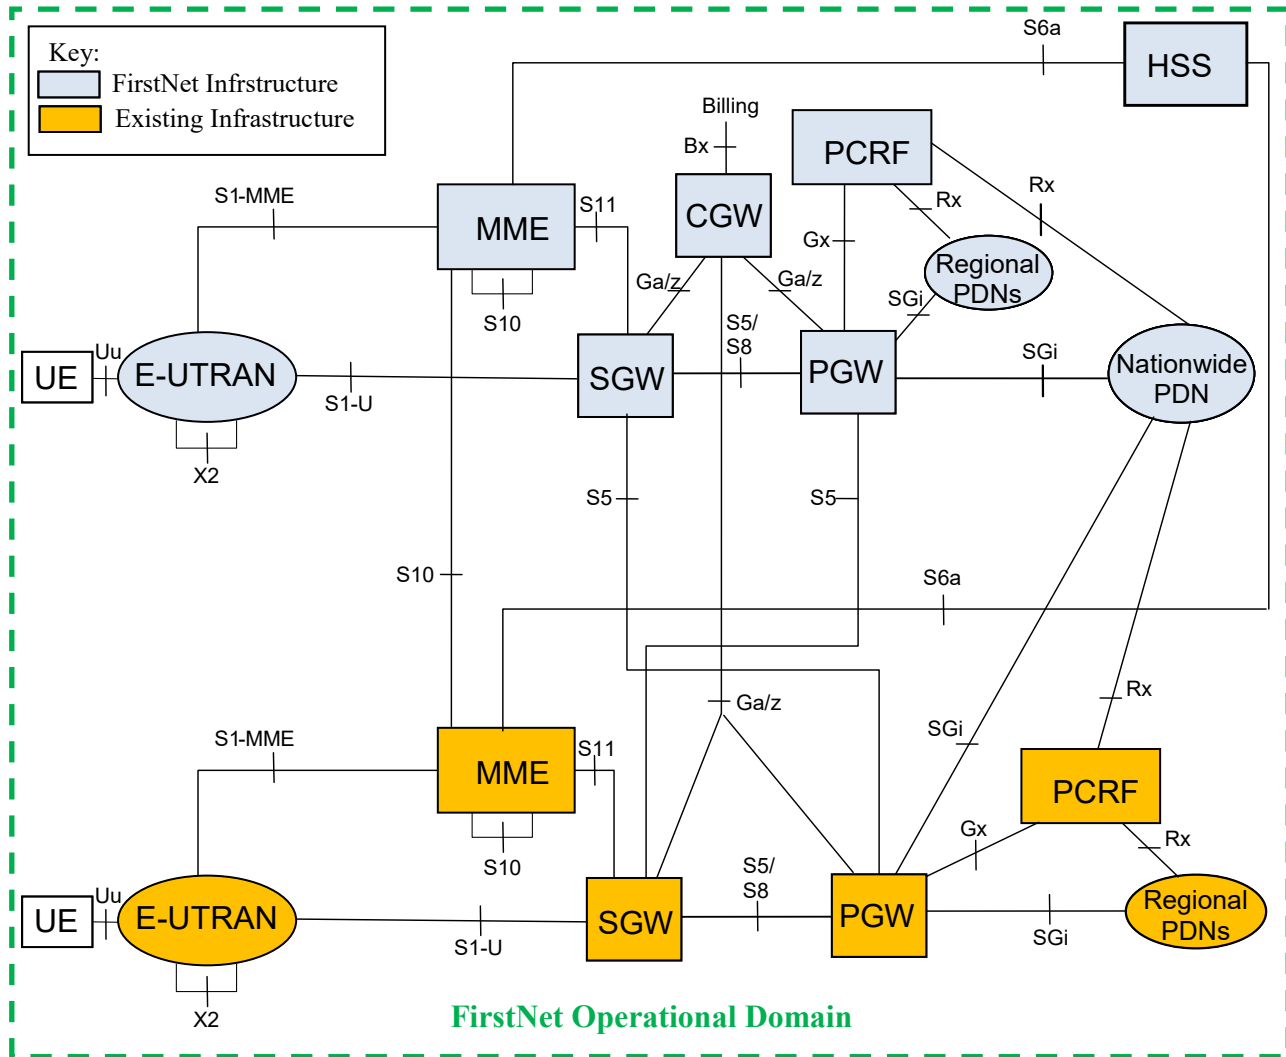 Key:
FirstNet Infrstructure
Existing Infrastructure
S6a
HSS
Billing
Bx
PCRF
CGW
Rx
Rx
S1-MME
MME
S11
Gx
Regional
PDNs
Ga/z
Ga/z
SGi
S10
S5/
S8
Uu
UE
E-UTRAN
S1-U
SGW
PGW
SGi
Nationwide
PDN
X2
S5
S5
S10
S6a
Ga/z
Rx
SGi
S1-MME
MME
S11
PCRF
Gx
Rx
S10
S5/
S8
Uu
UE
E-UTRAN
S1-U
SGW
PGW
SGi
Regional
PDNs
X2
FirstNet Operational Domain